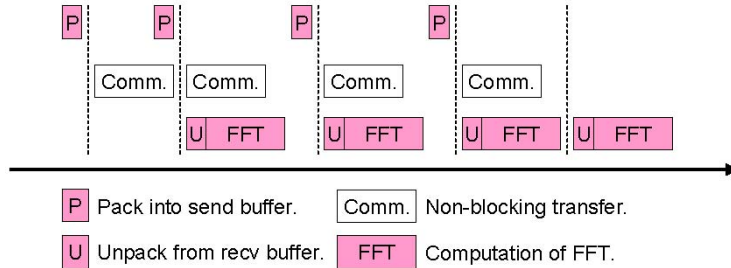 P P P P
Comm. Comm. Comm. Comm.
U FFT U FFT U FFT U FFT
P Pack into send buffer. Comm. Non-blocking transfer.
U Unpack from recv buffer. FFT Computation of FFT.